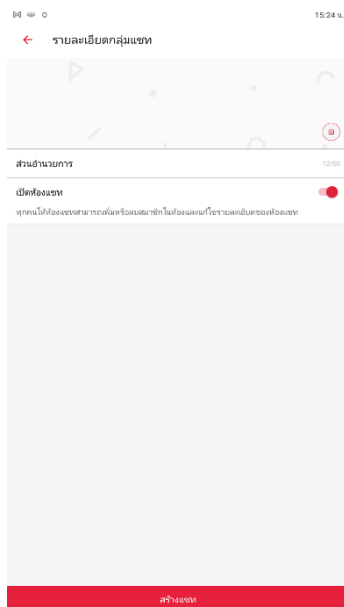 15:24 น.
รายละเอียดกลุ่มแชท
ส่วนอำนวยการ
12/50
เปิดห้องแชท
ทุกคนให้ห้องแชทสามารถเพิ่มหรือลบสมาชิกในห้องและแก้ไขรายละเอียดของห้องแชท
สร้างแชท